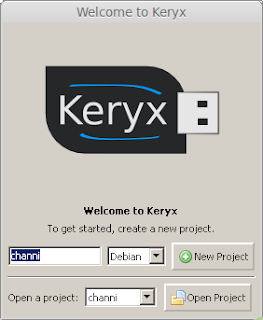 Welcome to Keryx
Keryx
Welcome to Keryx
To get started, create a new project.
channi Debian New Project
Open a project: channi Open Project